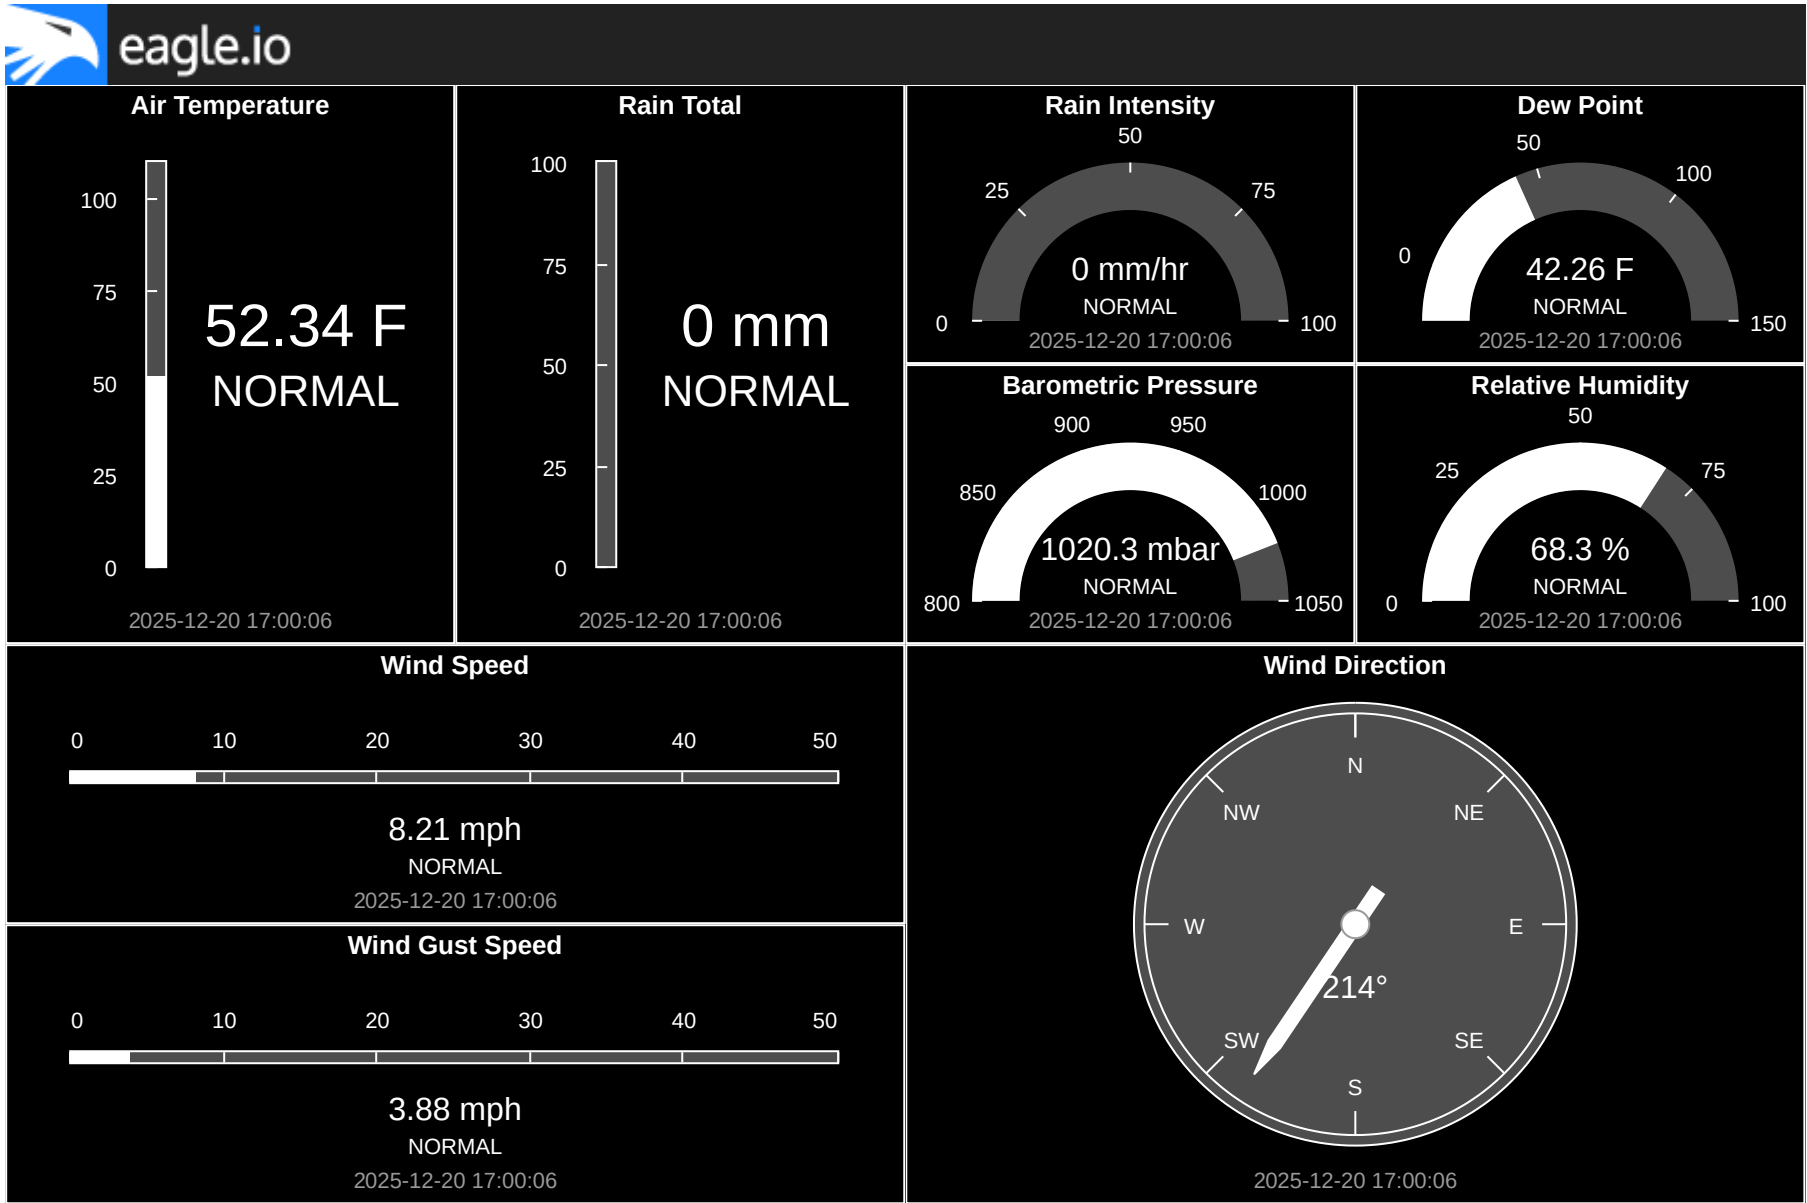 eagle.io
Air Temperature
100
75
50
25
0
52.34 F
NORMAL
2025-12-20 17:00:06
Rain Total
100
75
50
25
0
0 mm
NORMAL
2025-12-20 17:00:06
Rain Intensity
50
25
75
0
100
0 mm/hr
NORMAL
2025-12-20 17:00:06
Dew Point
50
100
0
150
42.26 F
NORMAL
2025-12-20 17:00:06
Barometric Pressure
900
950
850
1000
800
1050
1020.3 mbar
NORMAL
2025-12-20 17:00:06
Relative Humidity
50
25
75
0
100
68.3 %
NORMAL
2025-12-20 17:00:06
Wind Speed
0 10 20 30 40 50
8.21 mph
NORMAL
2025-12-20 17:00:06
Wind Gust Speed
0 10 20 30 40 50
3.88 mph
NORMAL
2025-12-20 17:00:06
Wind Direction
N
NW
NE
W
E
214°
SW
SE
S
2025-12-20 17:00:06